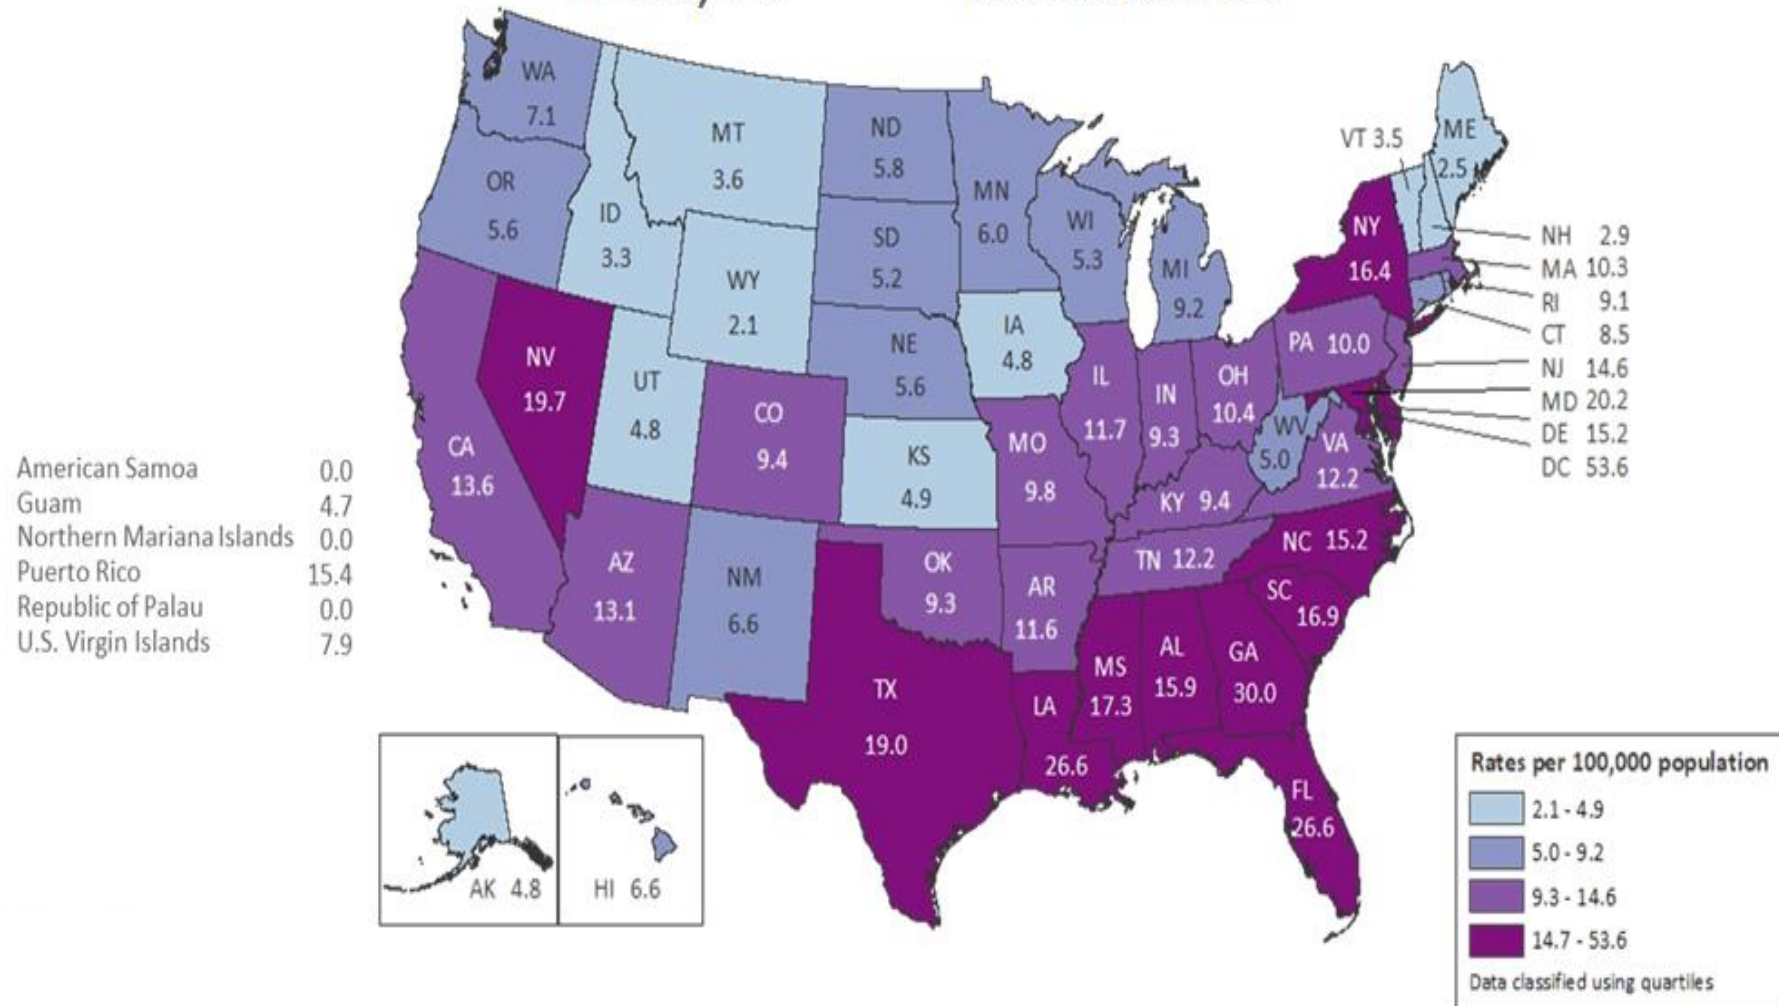 WA
7.1
OR
5.6
CA
13.6
NV
19.7
ID
3.3
MT
3.6
WY
2.1
UT
4.8
CO
9.4
AZ
13.1
NM
6.6
ND
5.8
SD
5.2
NE
5.6
KS
4.9
OK
9.3
TX
19.0
MN
6.0
IA
4.8
MO
9.8
AR
11.6
LA
26.6
WI
5.3
IL
11.7
MI
9.2
IN
9.3
OH
10.4
KY 9.4
TN 12.2
MS
17.3
AL
15.9
GA
30.0
FL
26.6
SC
16.9
NC 15.2
VA
12.2
WV
5.0
PA 10.0
NY
16.4
VT 3.5
ME
2.5
NH 2.9
MA 10.3
RI 9.1
CT 8.5
NJ 14.6
MD 20.2
DE 15.2
DC 53.6
American Samoa 0.0
Guam 4.7
Northern Mariana Islands 0.0
Puerto Rico 15.4
Republic of Palau 0.0
U.S. Virgin Islands 7.9
AK 4.8
HI 6.6
Rates per 100,000 population
2.1 - 4.9
5.0 - 9.2
9.3 - 14.6
14.7 - 53.6
Data classified using quartiles